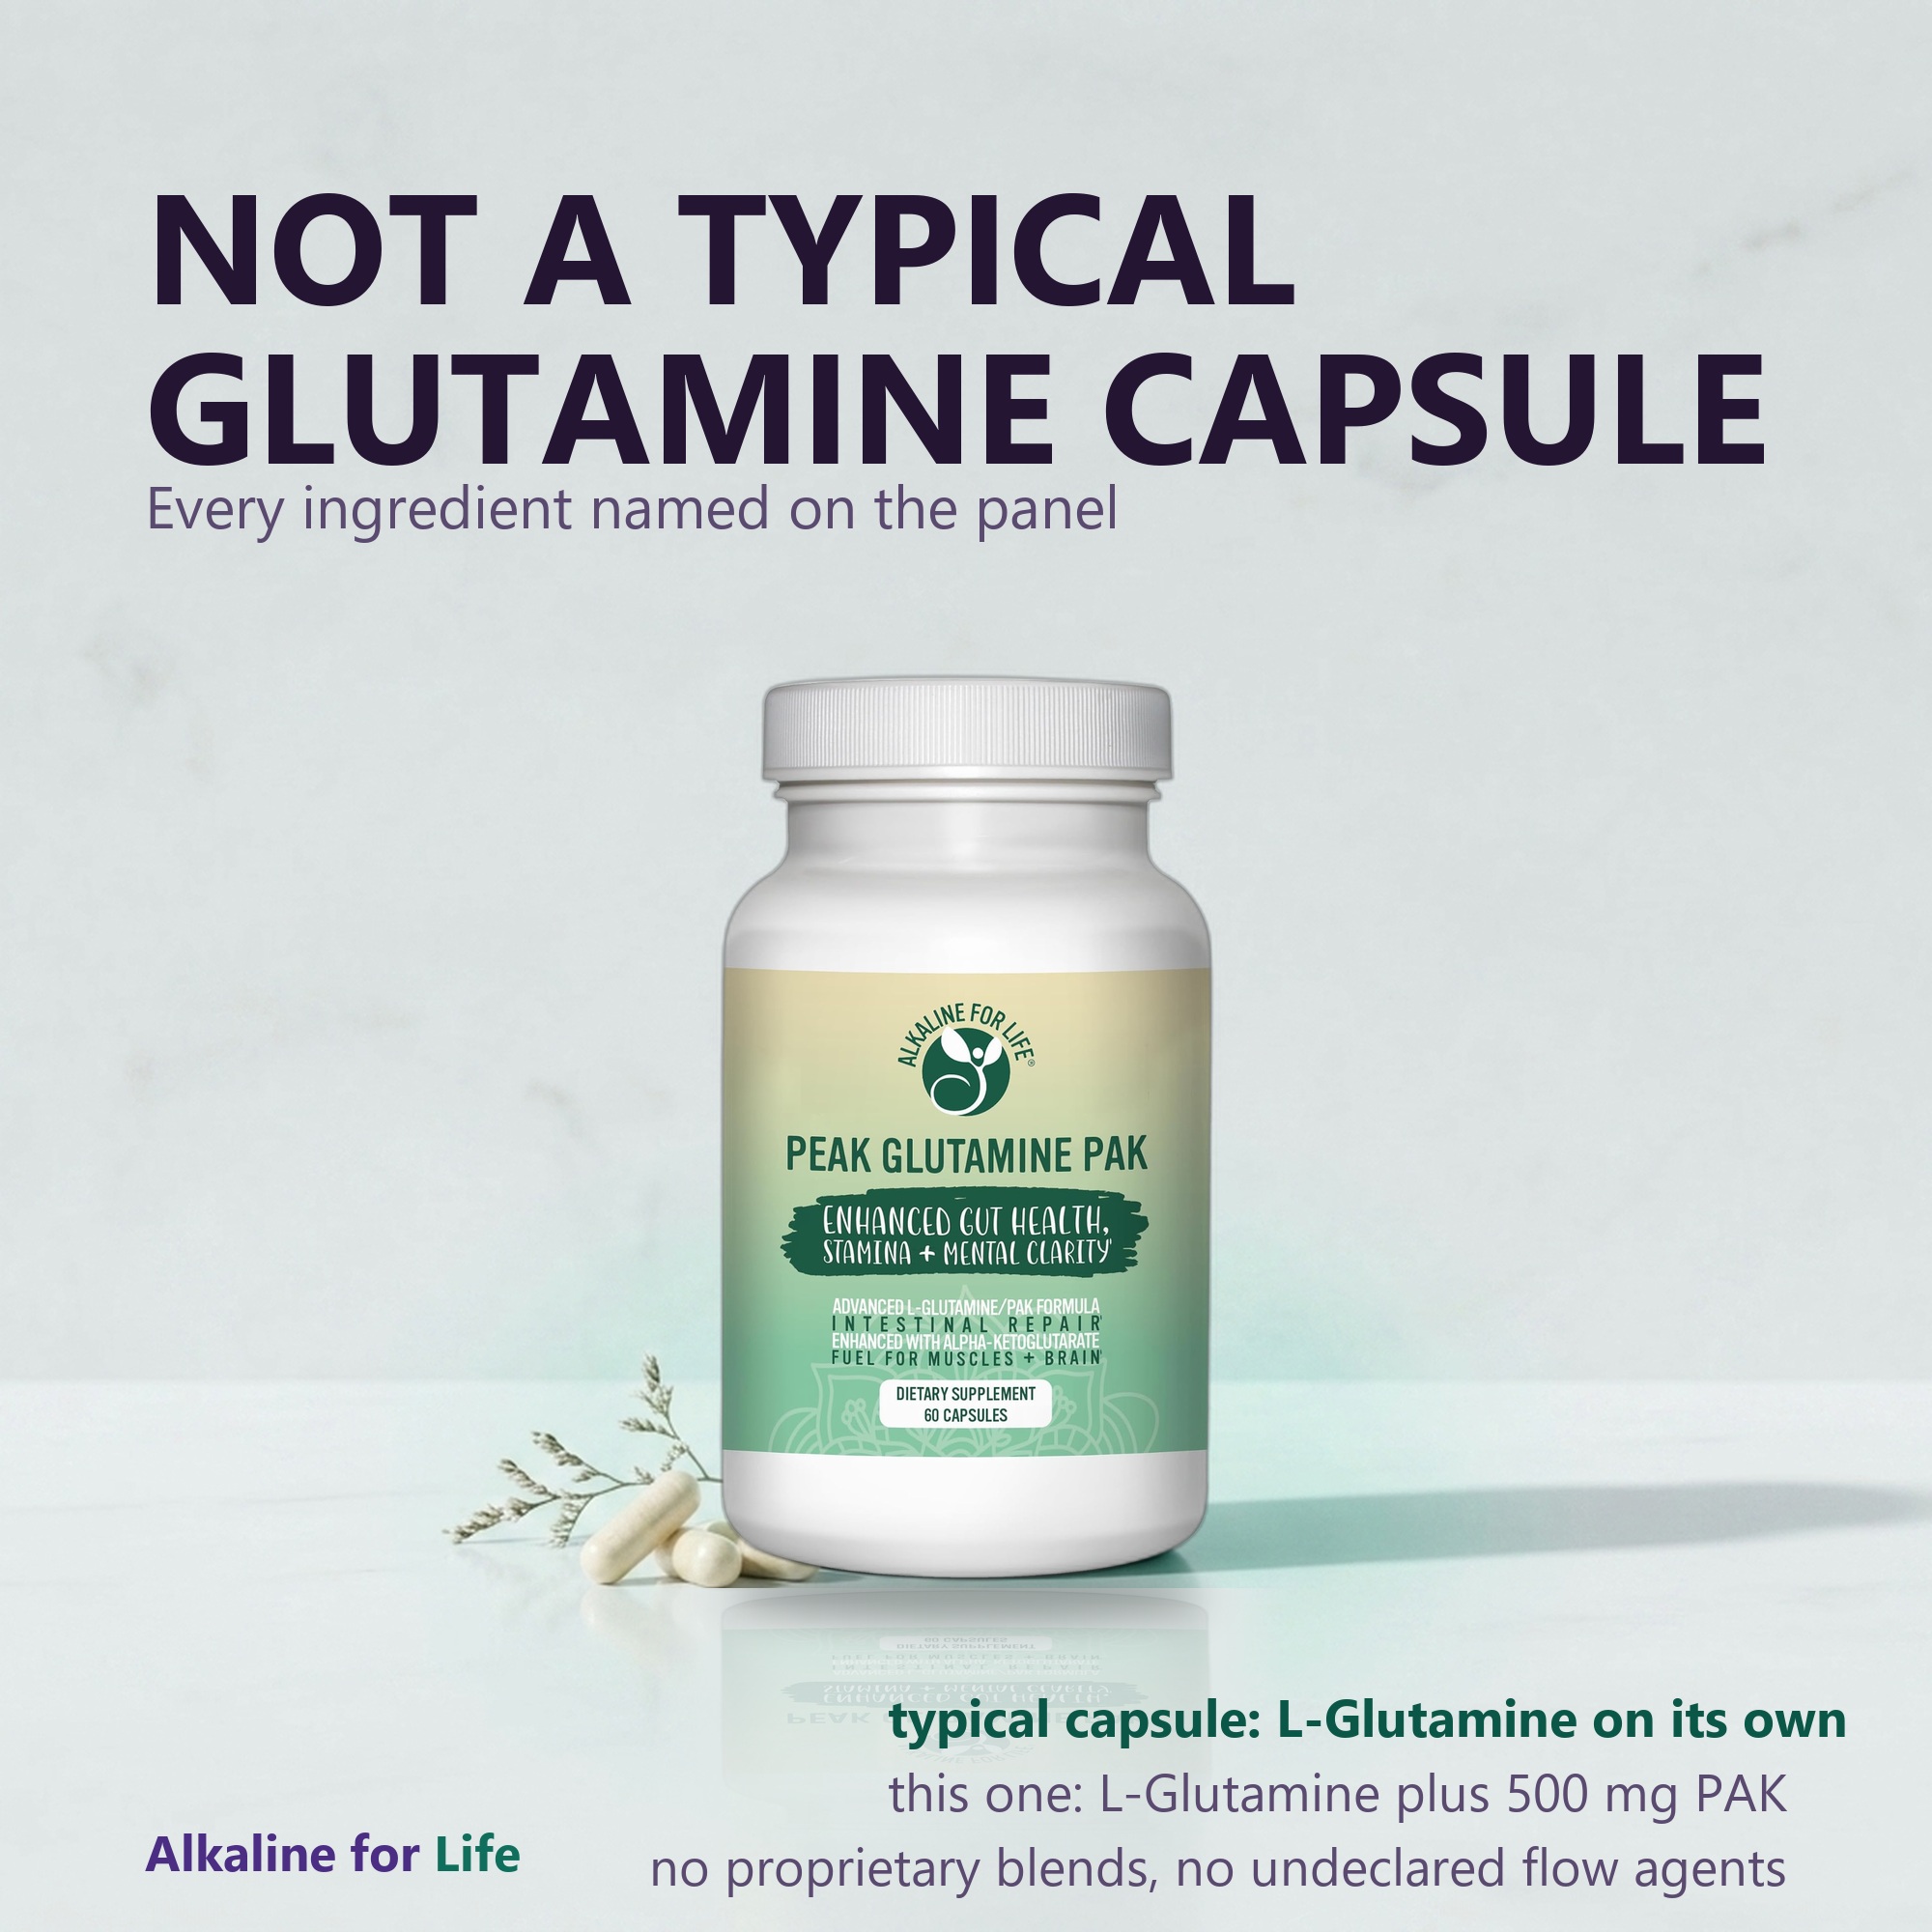 NOT A TYPICAL
GLUTAMINE CAPSULE
Every ingredient named on the panel
ALKALINE FOR LIFE®
PEAK GLUTAMINE PAK
ENHANCED GUT HEALTH,
STAMINA + MENTAL CLARITY
ADVANCED L-GLUTAMINE/PAK FORMULA
INTESTINAL REPAIR
ENHANCED WITH ALPHA-KETOGLUTARATE
FUEL FOR MUSCLES + BRAIN
DIETARY SUPPLEMENT
60 CAPSULES
typical capsule: L-Glutamine on its own
this one: L-Glutamine plus 500 mg PAK
no proprietary blends, no undeclared flow agents
Alkaline for Life